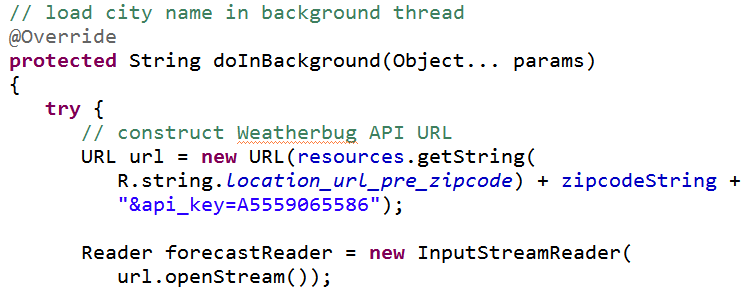 // load city name in background thread
@Override
protected String doInBackground(Object... params)
{
   try {
      // construct Weatherbug API URL
      URL url = new URL(resources.getString(
         R.string.location_url_pre_zipcode) + zipcodeString +
         "&api_key=A5559065586");

      Reader forecastReader = new InputStreamReader(
         url.openStream());